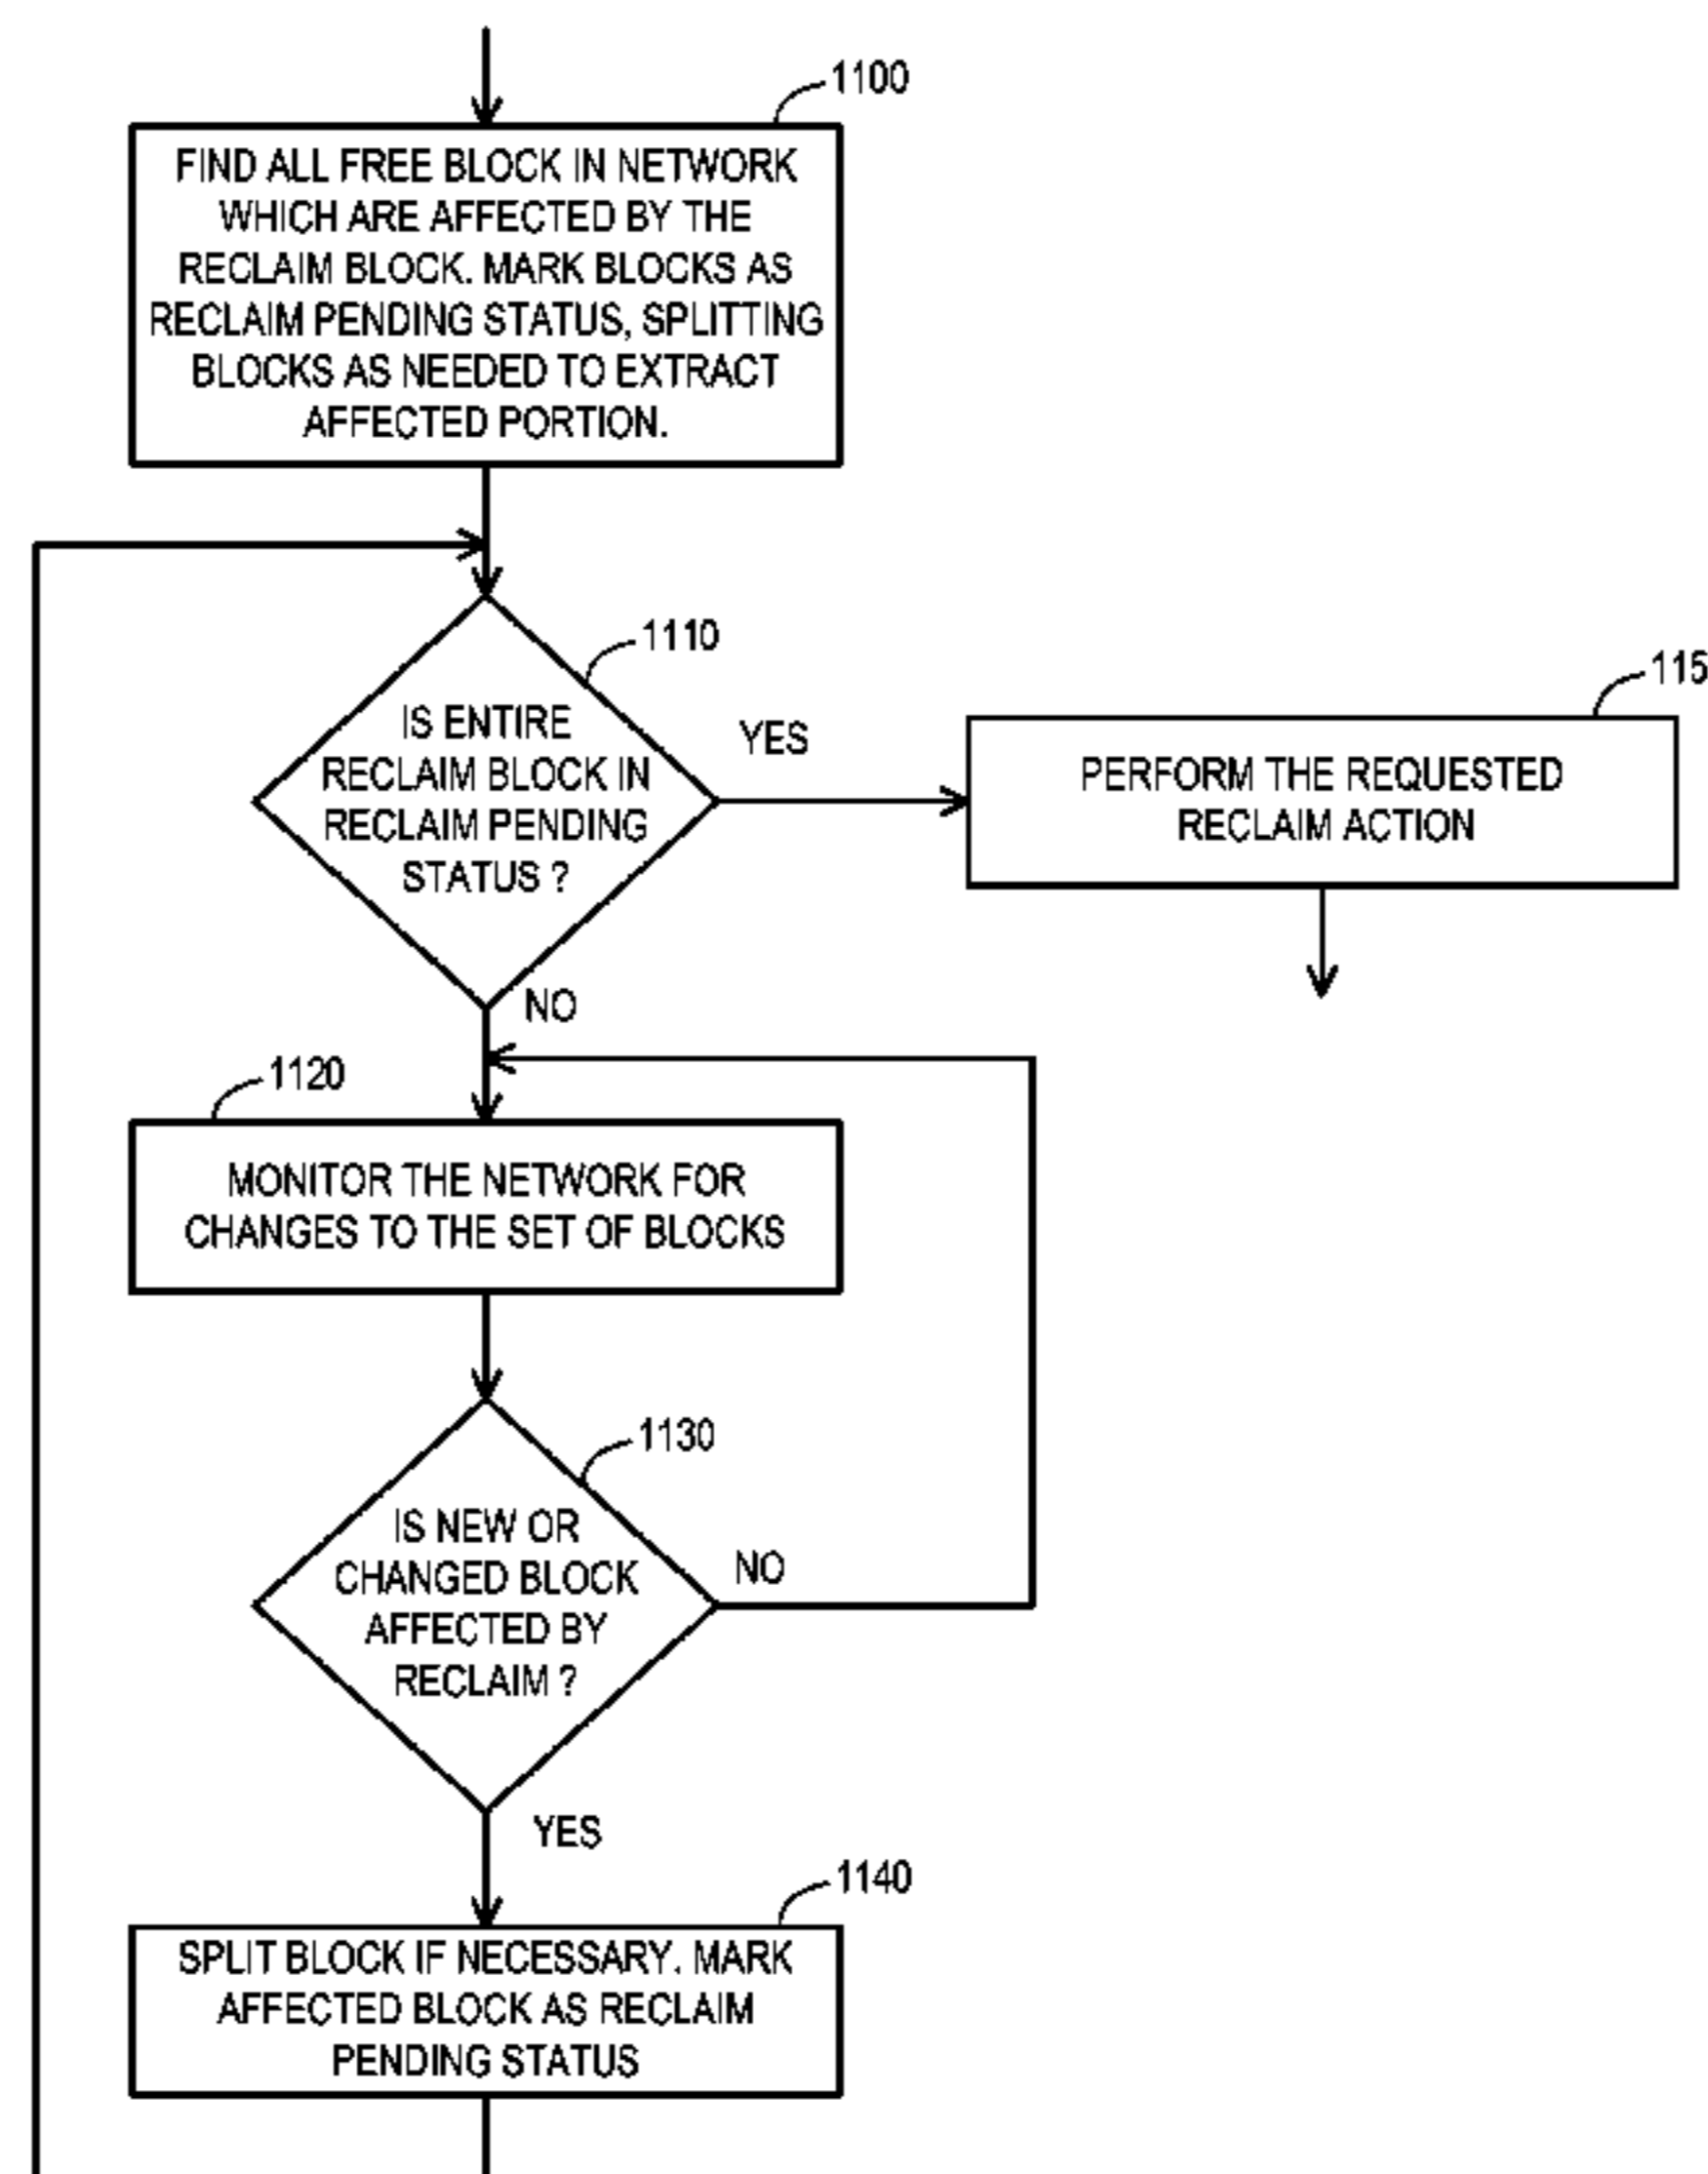 1100
FIND ALL FREE BLOCK IN NETWORK
WHICH ARE AFFECTED BY THE
RECLAIM BLOCK. MARK BLOCKS AS
RECLAIM PENDING STATUS, SPLITTING
BLOCKS AS NEEDED TO EXTRACT
AFFECTED PORTION.
1110
IS ENTIRE
RECLAIM BLOCK IN
RECLAIM PENDING
STATUS ?
YES
115
PERFORM THE REQUESTED
RECLAIM ACTION
NO
1120
MONITOR THE NETWORK FOR
CHANGES TO THE SET OF BLOCKS
1130
IS NEW OR
CHANGED BLOCK
AFFECTED BY
RECLAIM ?
NO
YES
1140
SPLIT BLOCK IF NECESSARY. MARK
AFFECTED BLOCK AS RECLAIM
PENDING STATUS